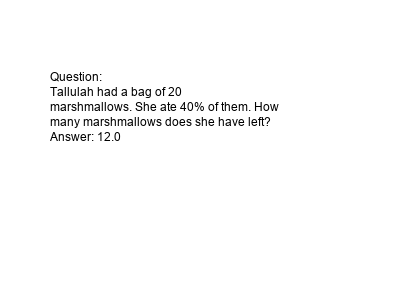 Question:
Tallulah had a bag of 20
marshmallows. She ate 40% of them. How
many marshmallows does she have left?
Answer: 12.0